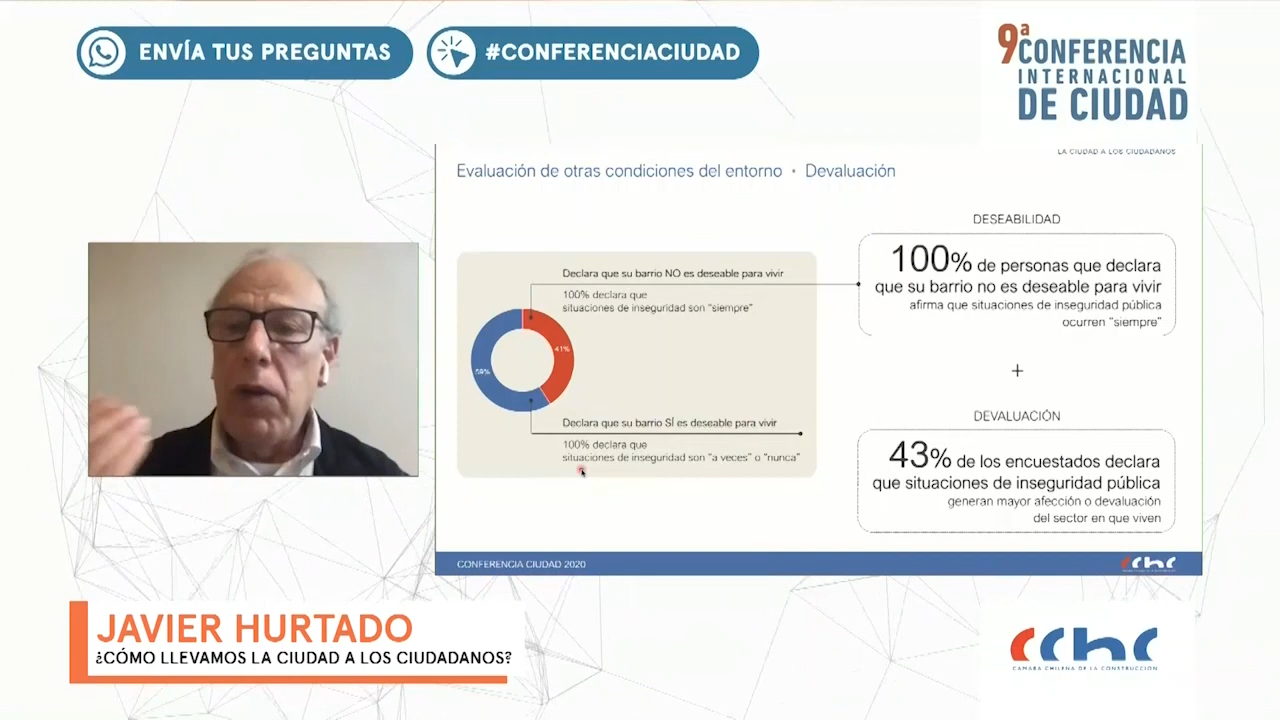 ENVÍA TUS PREGUNTAS
#CONFERENCIACIUDAD
9ª CONFERENCIA
INTERNACIONAL
DE CIUDAD
LA CIUDAD A LOS CIUDADANOS
Evaluación de otras condiciones del entorno • Devaluación
Declara que su barrio NO es deseable para vivir
100% declara que
situaciones de inseguridad son "siempre"
41%
59%
Declara que su barrio SÍ es deseable para vivir
100% declara que
situaciones de inseguridad son "a veces" o "nunca"
DESEABILIDAD
100% de personas que declara
que su barrio no es deseable para vivir
afirma que situaciones de inseguridad pública
ocurren "siempre"
+
DEVALUACIÓN
43% de los encuestados declara
que situaciones de inseguridad pública
generan mayor afección o devaluación
del sector en que viven
CONFERENCIA CIUDAD 2020
cchc
JAVIER HURTADO
¿CÓMO LLEVAMOS LA CIUDAD A LOS CIUDADANOS?
cchc
CÁMARA CHILENA DE LA CONSTRUCCIÓN